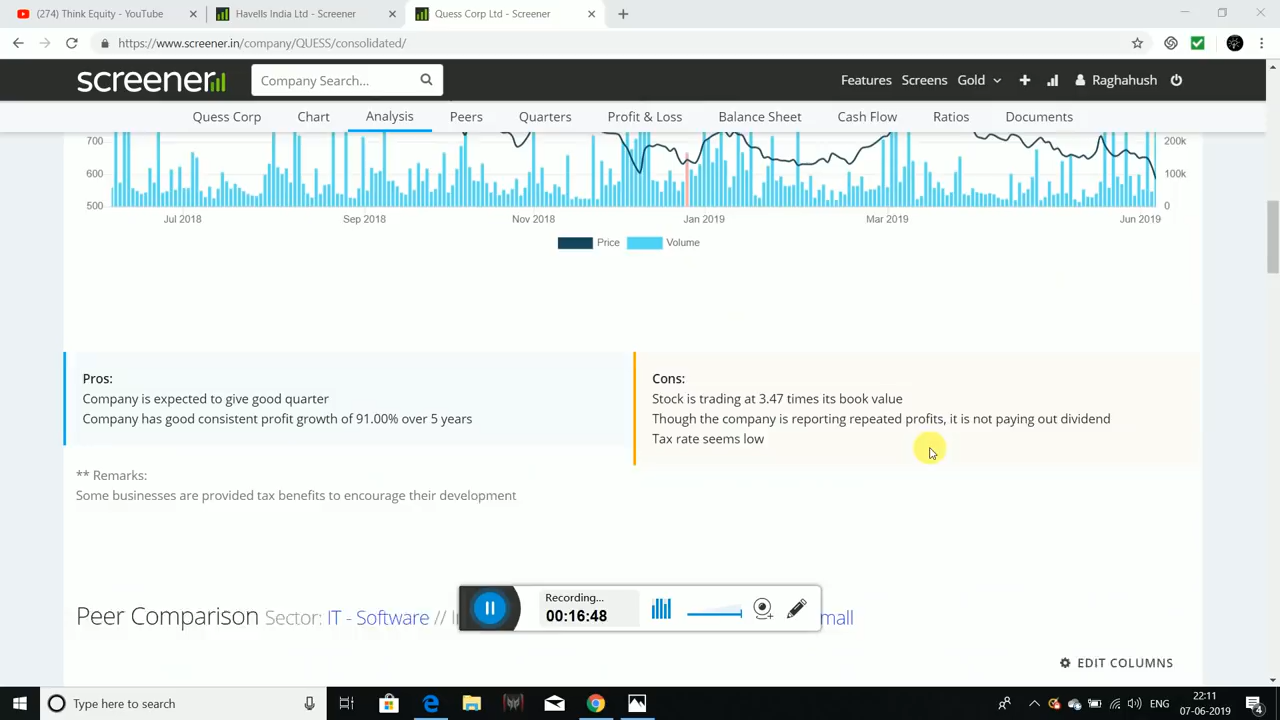 (274) Think Equity - YouTube
Havells India Ltd - Screener
Quess Corp Ltd - Screener
https://www.screener.in/company/QUESS/consolidated/
screener
Company Search...
Features Screens Gold Raghahush
Quess Corp Chart Analysis Peers Quarters Profit & Loss Balance Sheet Cash Flow Ratios Documents
700 200k
600 100k
500 0
Jul 2018 Sep 2018 Nov 2018 Jan 2019 Mar 2019 Jun 2019
Price Volume
Pros:
Company is expected to give good quarter
Company has good consistent profit growth of 91.00% over 5 years
Cons:
Stock is trading at 3.47 times its book value
Though the company is reporting repeated profits, it is not paying out dividend
Tax rate seems low
** Remarks:
Some businesses are provided tax benefits to encourage their development
Recording...
00:16:48
Peer Comparison Sector: IT - Software //
EDIT COLUMNS
Type here to search
ENG
22:11
07-06-2019
4